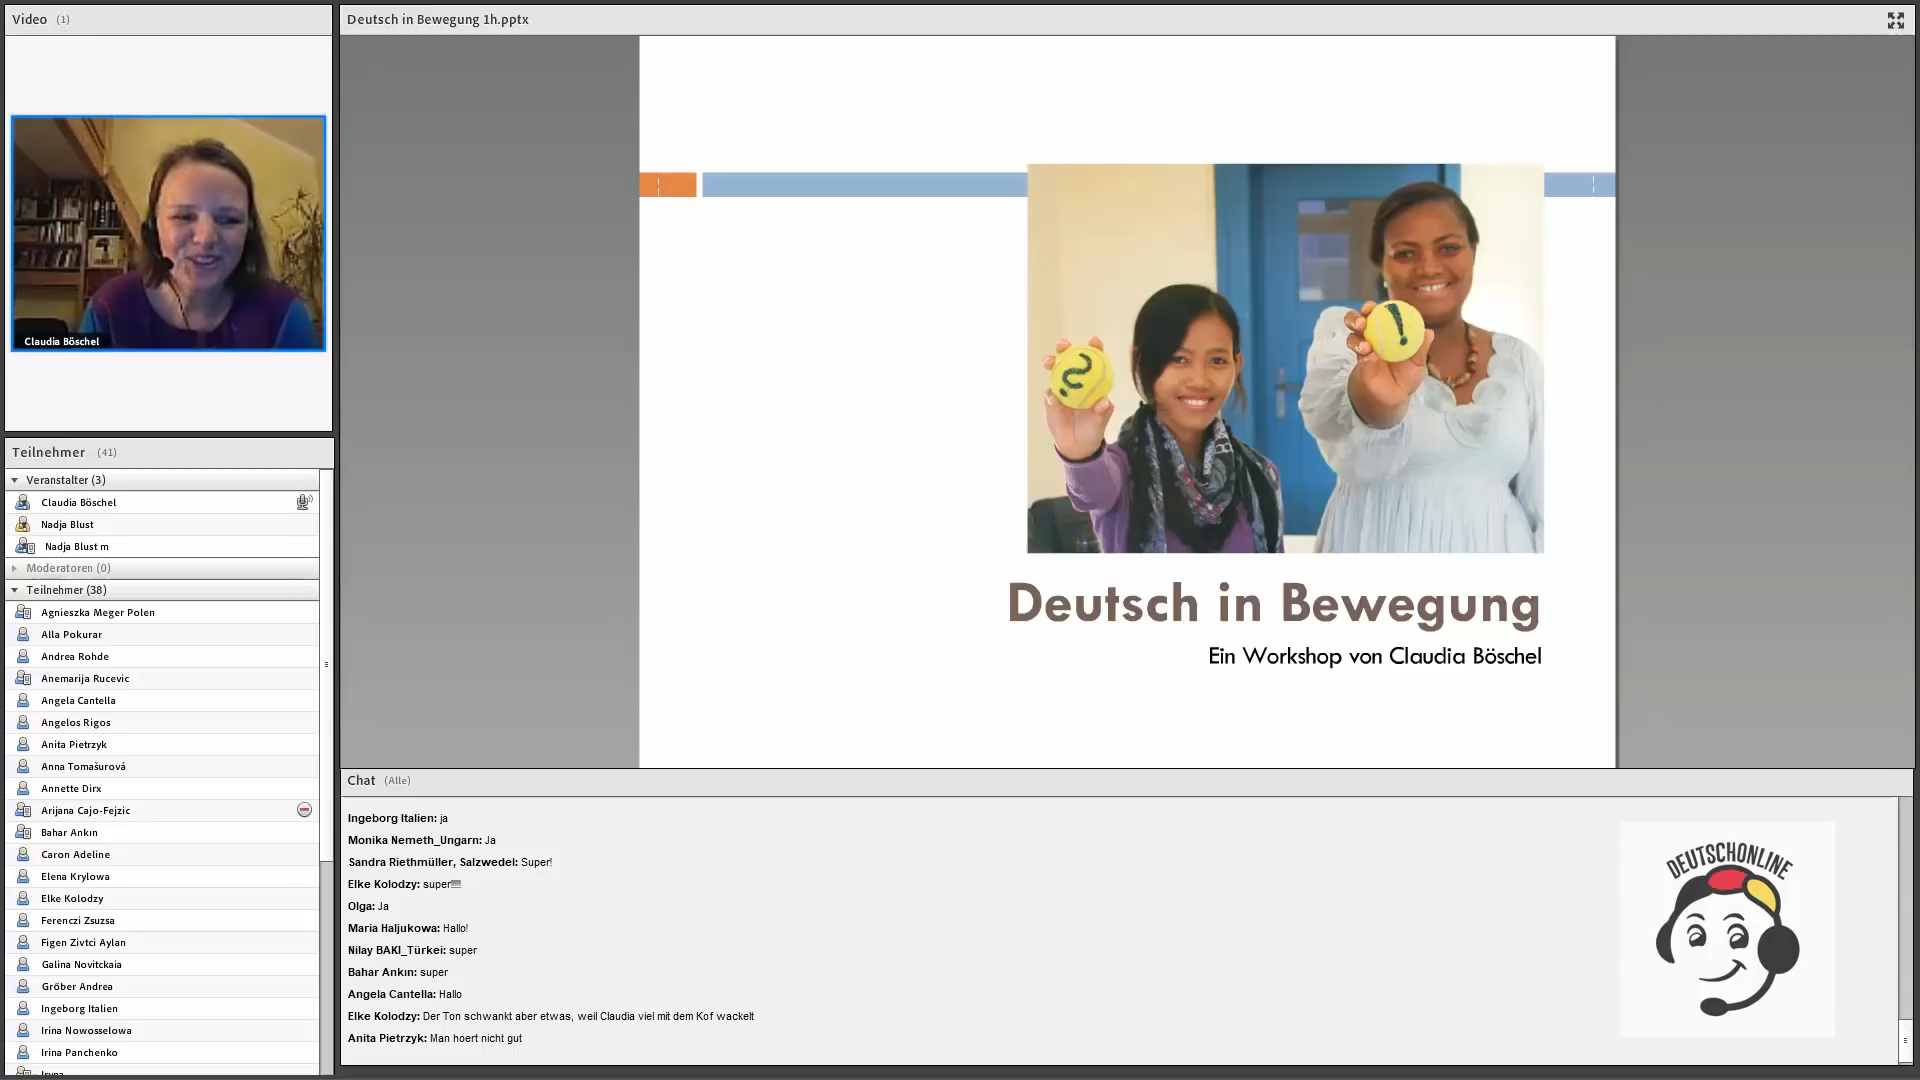 Video (1)
Claudia Böschel
Teilnehmer (41)
Veranstalter (3)
Claudia Böschel
Nadja Blust
Nadja Blust m
Moderatoren (0)
Teilnehmer (38)
Agnieszka Meger Polen
Alla Pokurar
Andrea Rohde
Anemarija Rucevic
Angela Cantella
Angelos Rigos
Anita Pietrzyk
Anna Tomašurová
Annette Dirx
Arijana Cajo-Fejzic
Bahar Ankın
Caron Adeline
Elena Krylowa
Elke Kolodzy
Ferenczi Zsuzsa
Figen Zivtci Aylan
Galina Novitckaia
Gröber Andrea
Ingeborg Italien
Irina Nowosselowa
Irina Panchenko
Deutsch in Bewegung 1h.pptx
?
!
Deutsch in Bewegung
Ein Workshop von Claudia Böschel
Chat (Alle)
Ingeborg Italien: ja
Monika Nemeth_Ungarn: Ja
Sandra Riethmüller, Salzwedel: Super!
Elke Kolodzy: super
Olga: Ja
Maria Haljukowa: Hallo!
Nilay BAKI_Türkei: super
Bahar Ankın: super
Angela Cantella: Hallo
Elke Kolodzy: Der Ton schwankt aber etwas, weil Claudia viel mit dem Kof wackelt
Anita Pietrzyk: Man hoert nicht gut
DEUTSCHONLINE